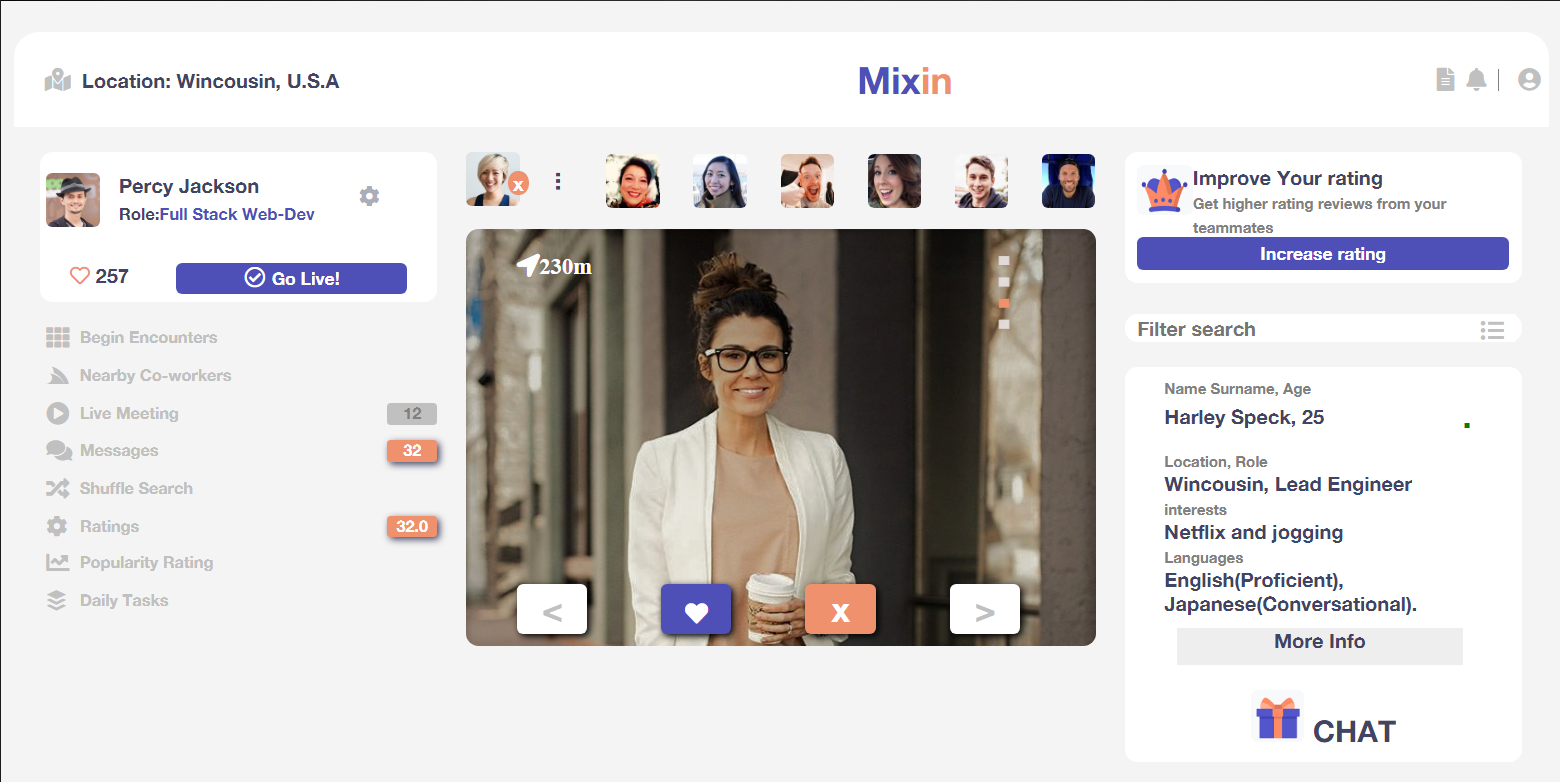 Location: Wincousin, U.S.A
Mixin
Percy Jackson
Role:Full Stack Web-Dev
257
Go Live!
Begin Encounters
Nearby Co-workers
Live Meeting
12
Messages
32
Shuffle Search
Ratings
32.0
Popularity Rating
Daily Tasks
x
230m
<
x
>
Improve Your rating
Get higher rating reviews from your
teammates
Increase rating
Filter search
Name Surname, Age
Harley Speck, 25
Location, Role
Wincousin, Lead Engineer
interests
Netflix and jogging
Languages
English(Proficient),
Japanese(Conversational).
More Info
CHAT